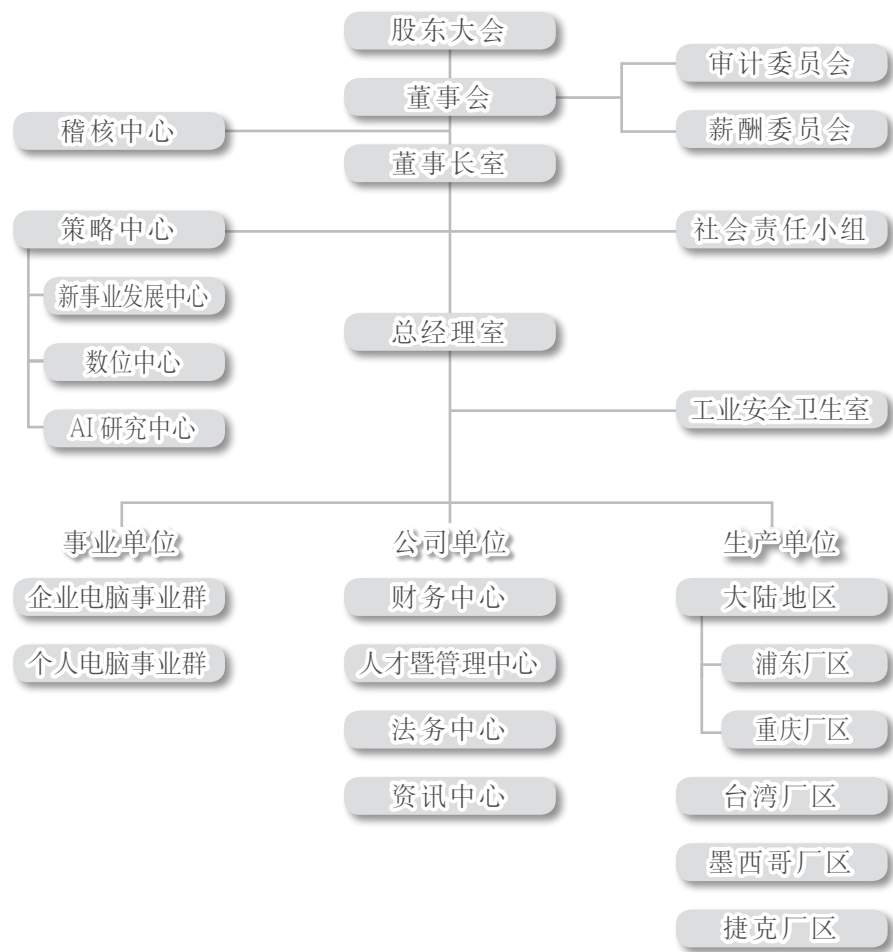 股东大会
董事会
审计委员会
薪酬委员会
稽核中心
董事长室
策略中心
社会责任小组
新事业发展中心
数位中心
AI 研究中心
总经理室
工业安全卫生室
事业单位
企业电脑事业群
个人电脑事业群
公司单位
财务中心
人才暨管理中心
法务中心
资讯中心
生产单位
大陆地区
浦东厂区
重庆厂区
台湾厂区
墨西哥厂区
捷克厂区